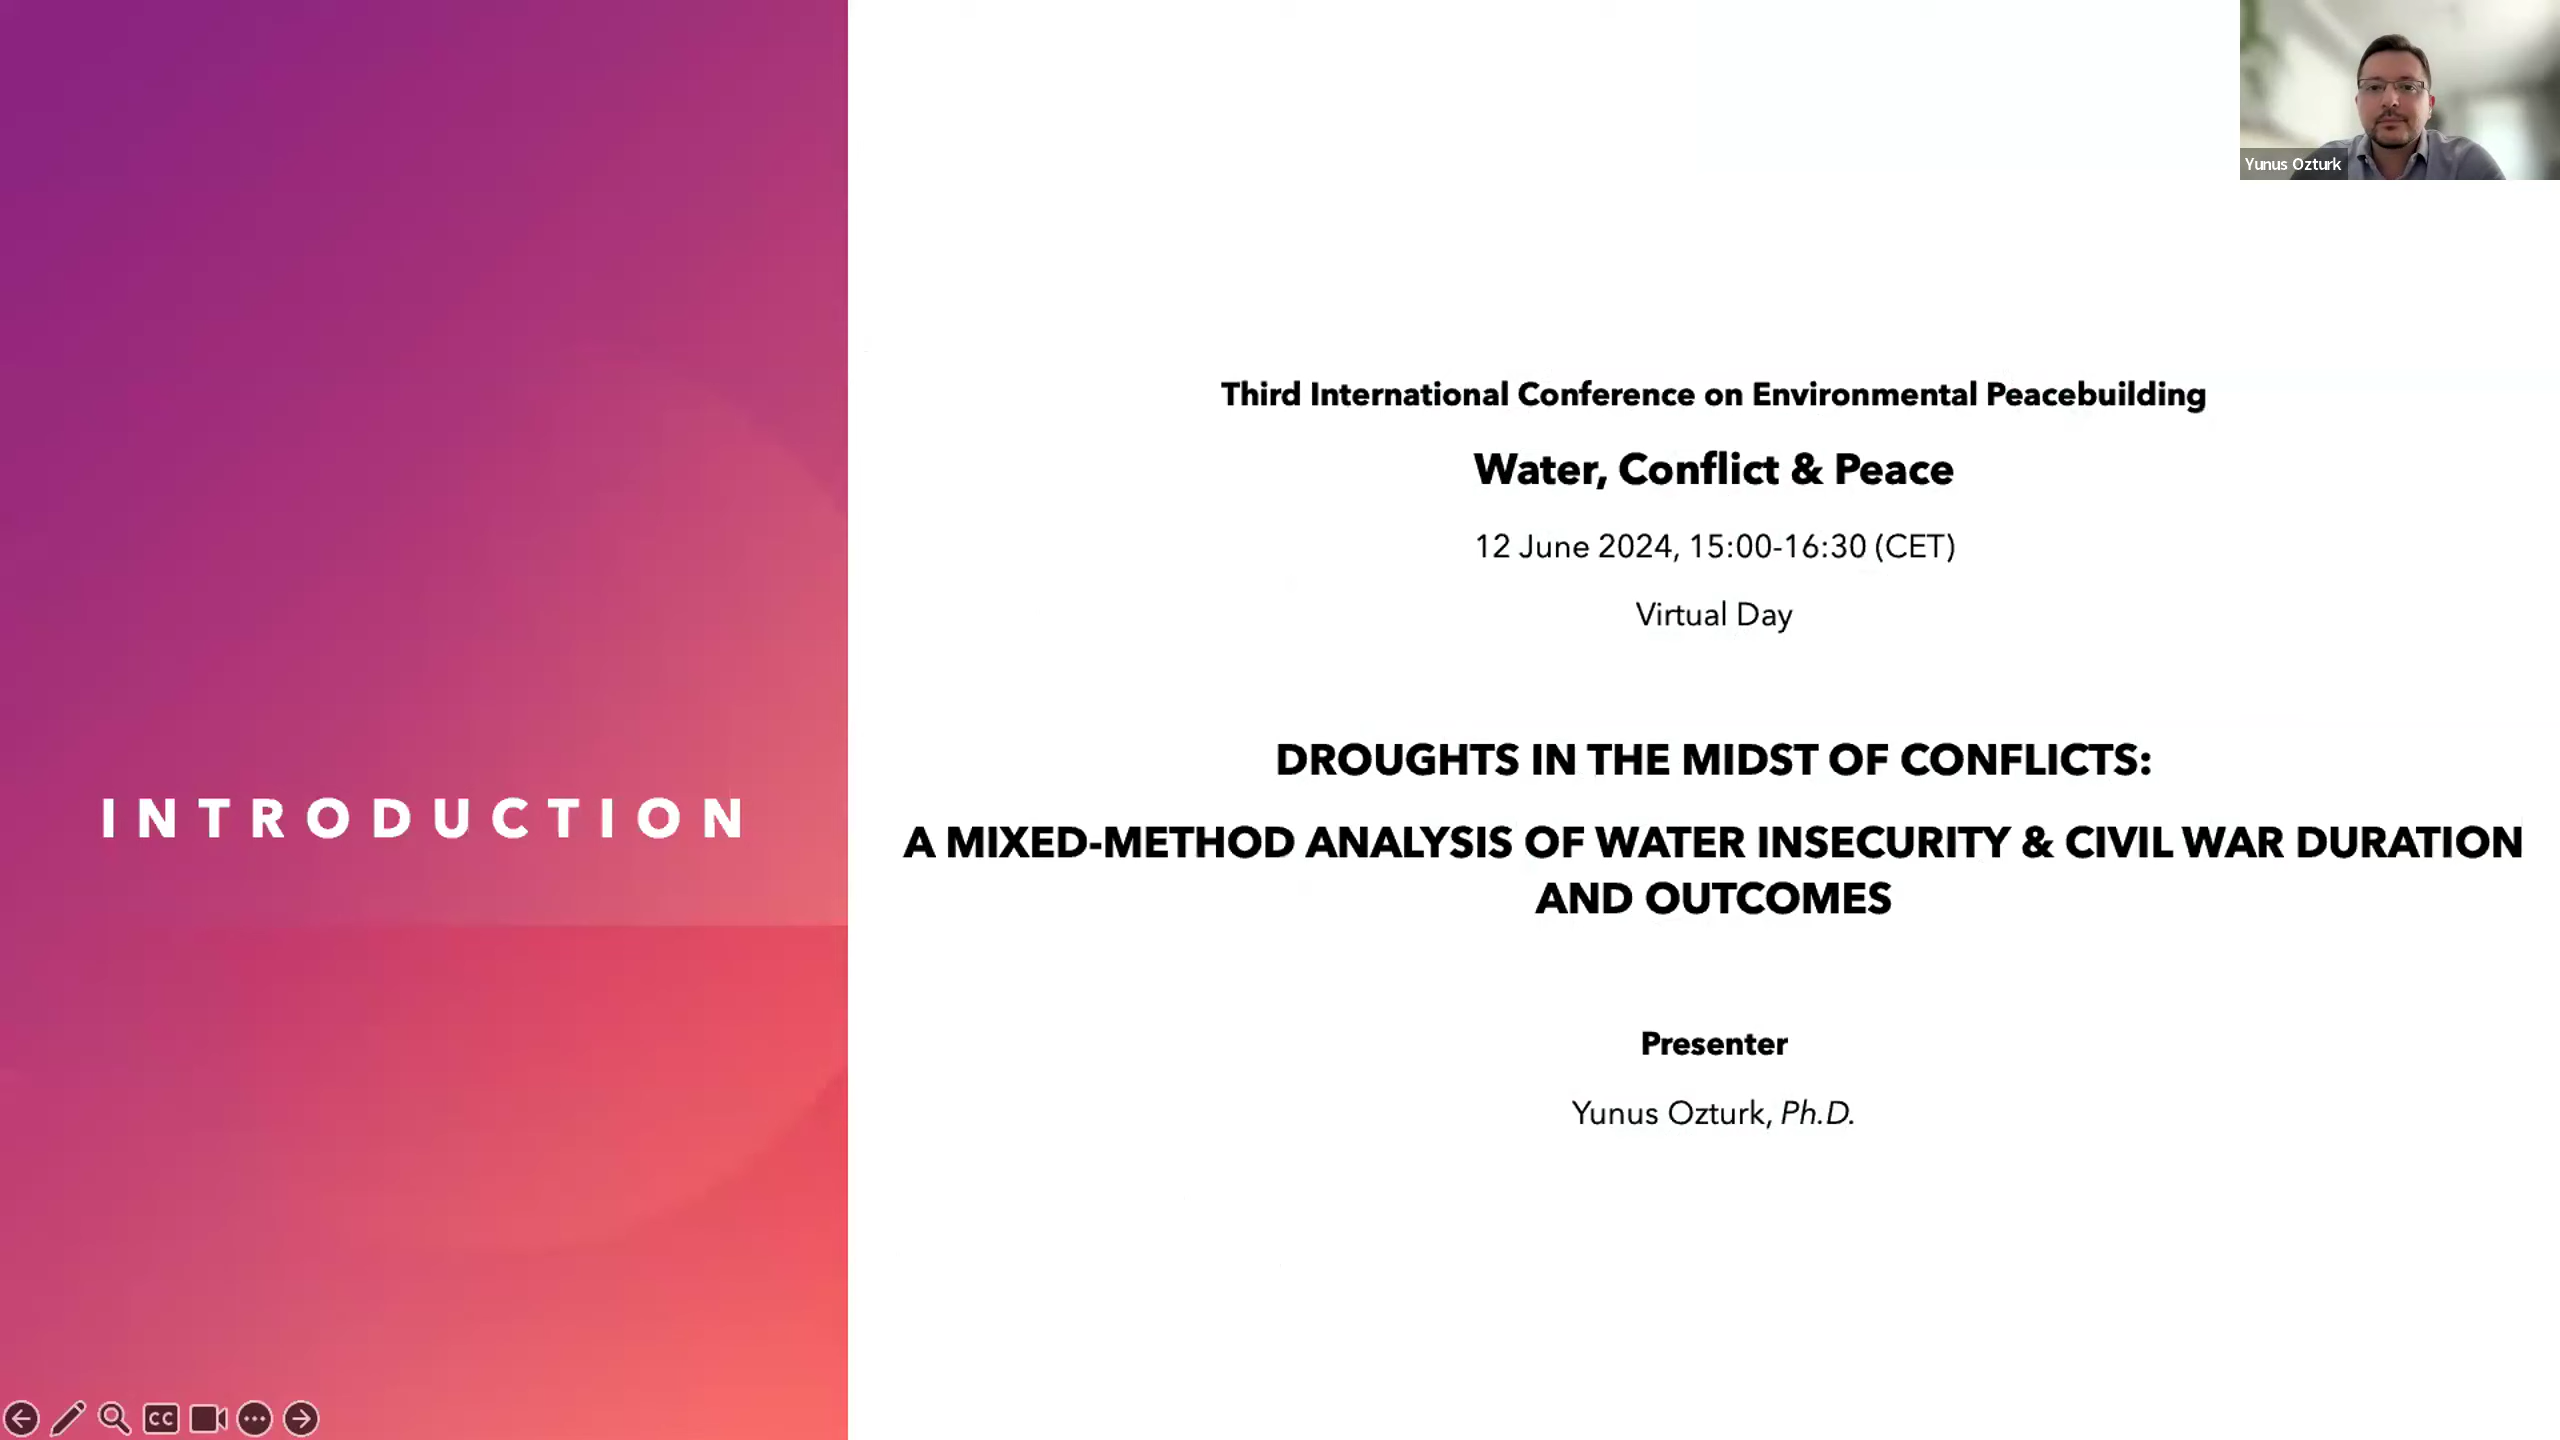 Yunus Ozturk
Third International Conference on Environmental Peacebuilding
Water, Conflict & Peace
12 June 2024, 15:00-16:30 (CET)
Virtual Day
INTRODUCTION
DROUGHTS IN THE MIDST OF CONFLICTS:
A MIXED-METHOD ANALYSIS OF WATER INSECURITY & CIVIL WAR DURATION
AND OUTCOMES
Presenter
Yunus Ozturk, Ph.D.
CC